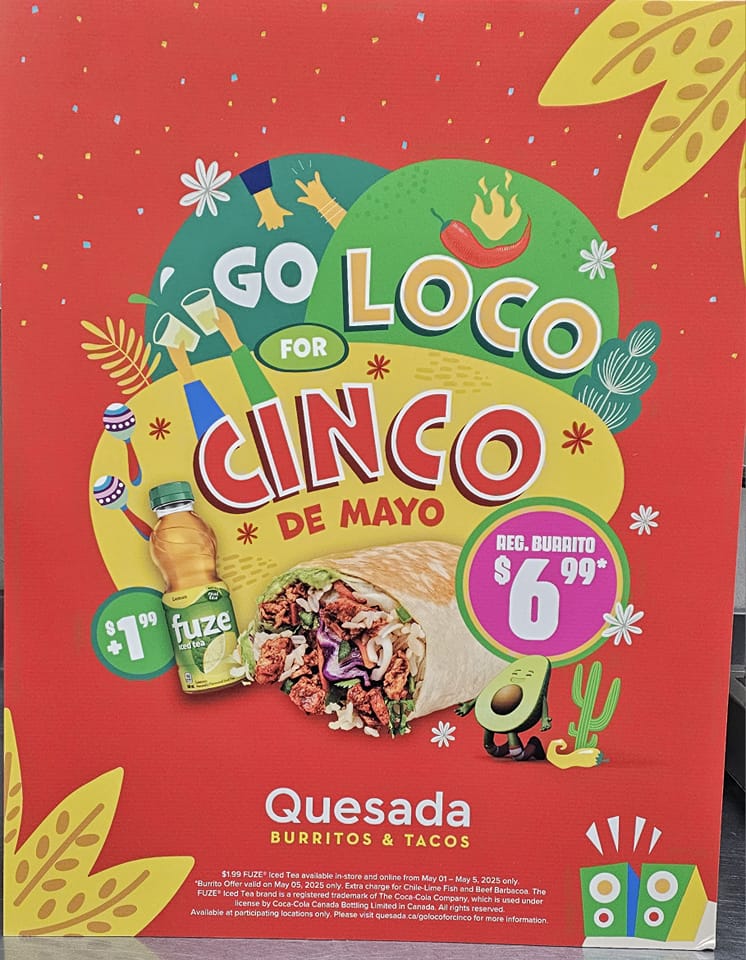 GO LOCO
FOR
CINCO
DE MAYO
REG. BURRITO
$6.99*
+$1.99
Lemon
fuze
iced tea
Quesada
BURRITOS & TACOS
$1.99 FUZE® Iced Tea available in-store and online from May 01 – May 5, 2025 only.
*Burrito Offer valid on May 05, 2025 only. Extra charge for Chile-Lime Fish and Beef Barbacoa. The
FUZE® Iced Tea brand is a registered trademark of The Coca-Cola Company, which is used under
license by Coca-Cola Canada Bottling Limited in Canada. All rights reserved.
Available at participating locations only. Please visit quesada.ca/golocoforcinco for more information.